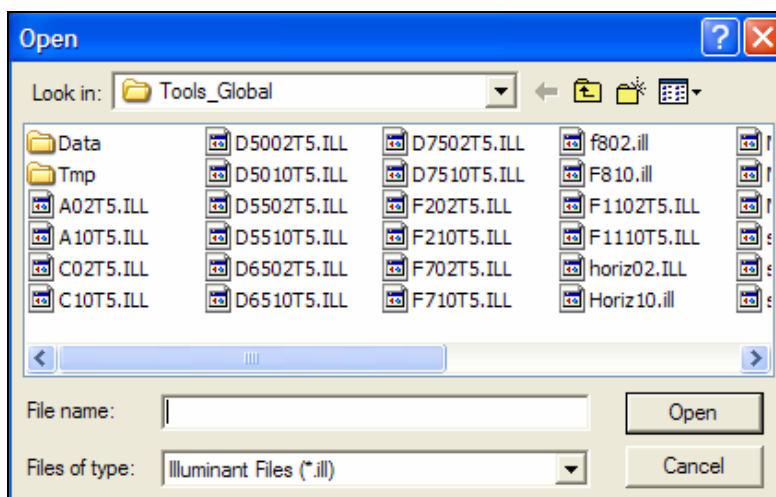 Open
Look in: Tools_Global
Data D5002T5.ILL D7502T5.ILL f802.ill
Tmp D5010T5.ILL D7510T5.ILL F810.ill
A02T5.ILL D5502T5.ILL F202T5.ILL F1102T5.ILL
A10T5.ILL D5510T5.ILL F210T5.ILL F1110T5.ILL
C02T5.ILL D6502T5.ILL F702T5.ILL horiz02.ILL
C10T5.ILL D6510T5.ILL F710T5.ILL Horiz10.ill
File name: Open
Files of type: Illuminant Files (*.ill) Cancel